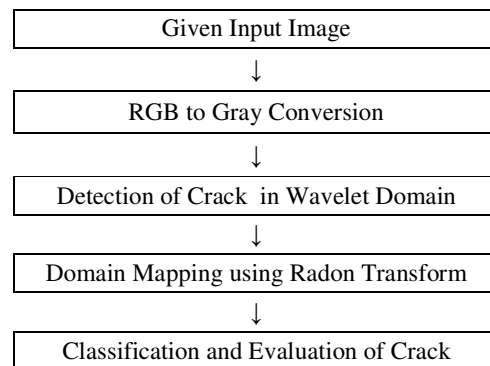 Given Input Image
↓
RGB to Gray Conversion
↓
Detection of Crack in Wavelet Domain
↓
Domain Mapping using Radon Transform
↓
Classification and Evaluation of Crack